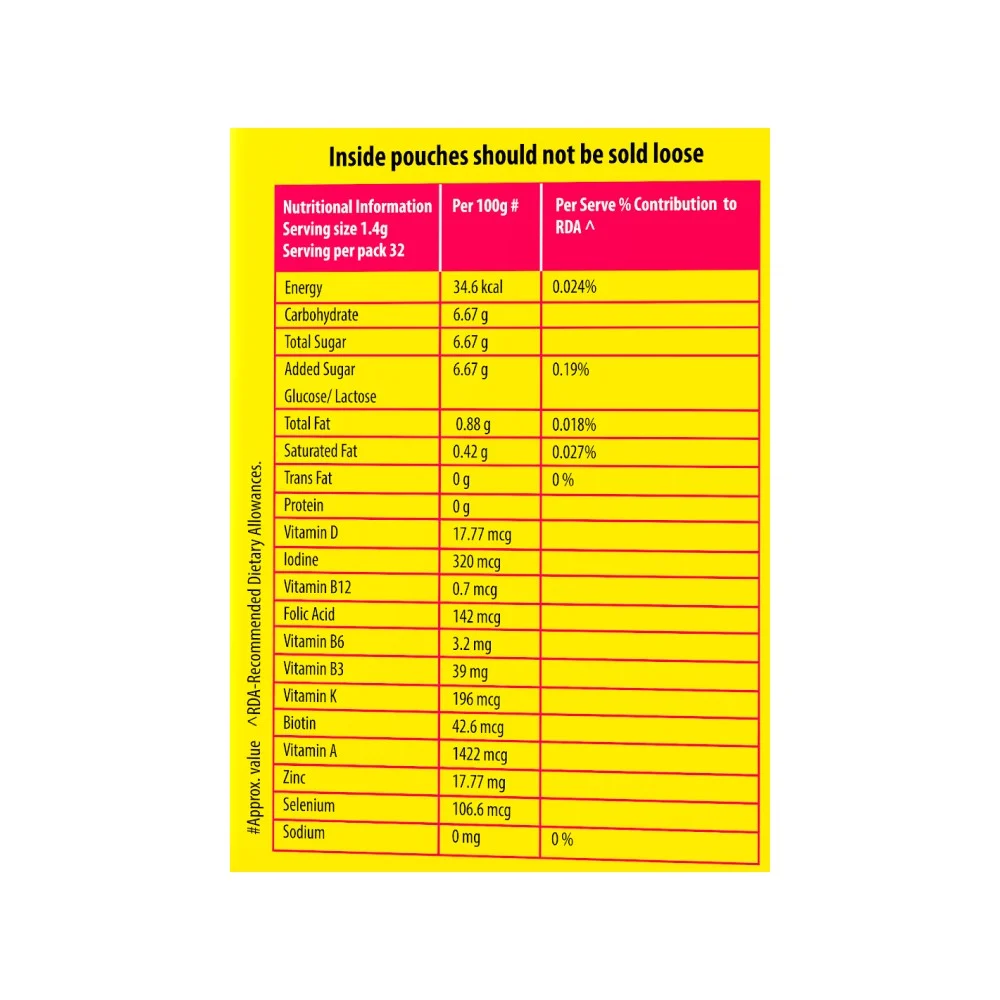 Inside pouches should not be sold loose
Nutritional Information Per 100g # Per Serve % Contribution to
Serving size 1.4g RDA ^
Serving per pack 32
Energy 34.6 kcal 0.024%
Carbohydrate 6.67 g
Total Sugar 6.67 g
Added Sugar 6.67 g 0.19%
Glucose/ Lactose
Total Fat 0.88 g 0.018%
Saturated Fat 0.42 g 0.027%
Trans Fat 0 g 0 %
Protein 0 g
Vitamin D 17.77 mcg
Iodine 320 mcg
Vitamin B12 0.7 mcg
Folic Acid 142 mcg
Vitamin B6 3.2 mg
Vitamin B3 39 mg
Vitamin K 196 mcg
Biotin 42.6 mcg
Vitamin A 1422 mcg
Zinc 17.77 mg
Selenium 106.6 mcg
Sodium 0 mg 0 %
#Approx. value ^RDA-Recommended Dietary Allowances.